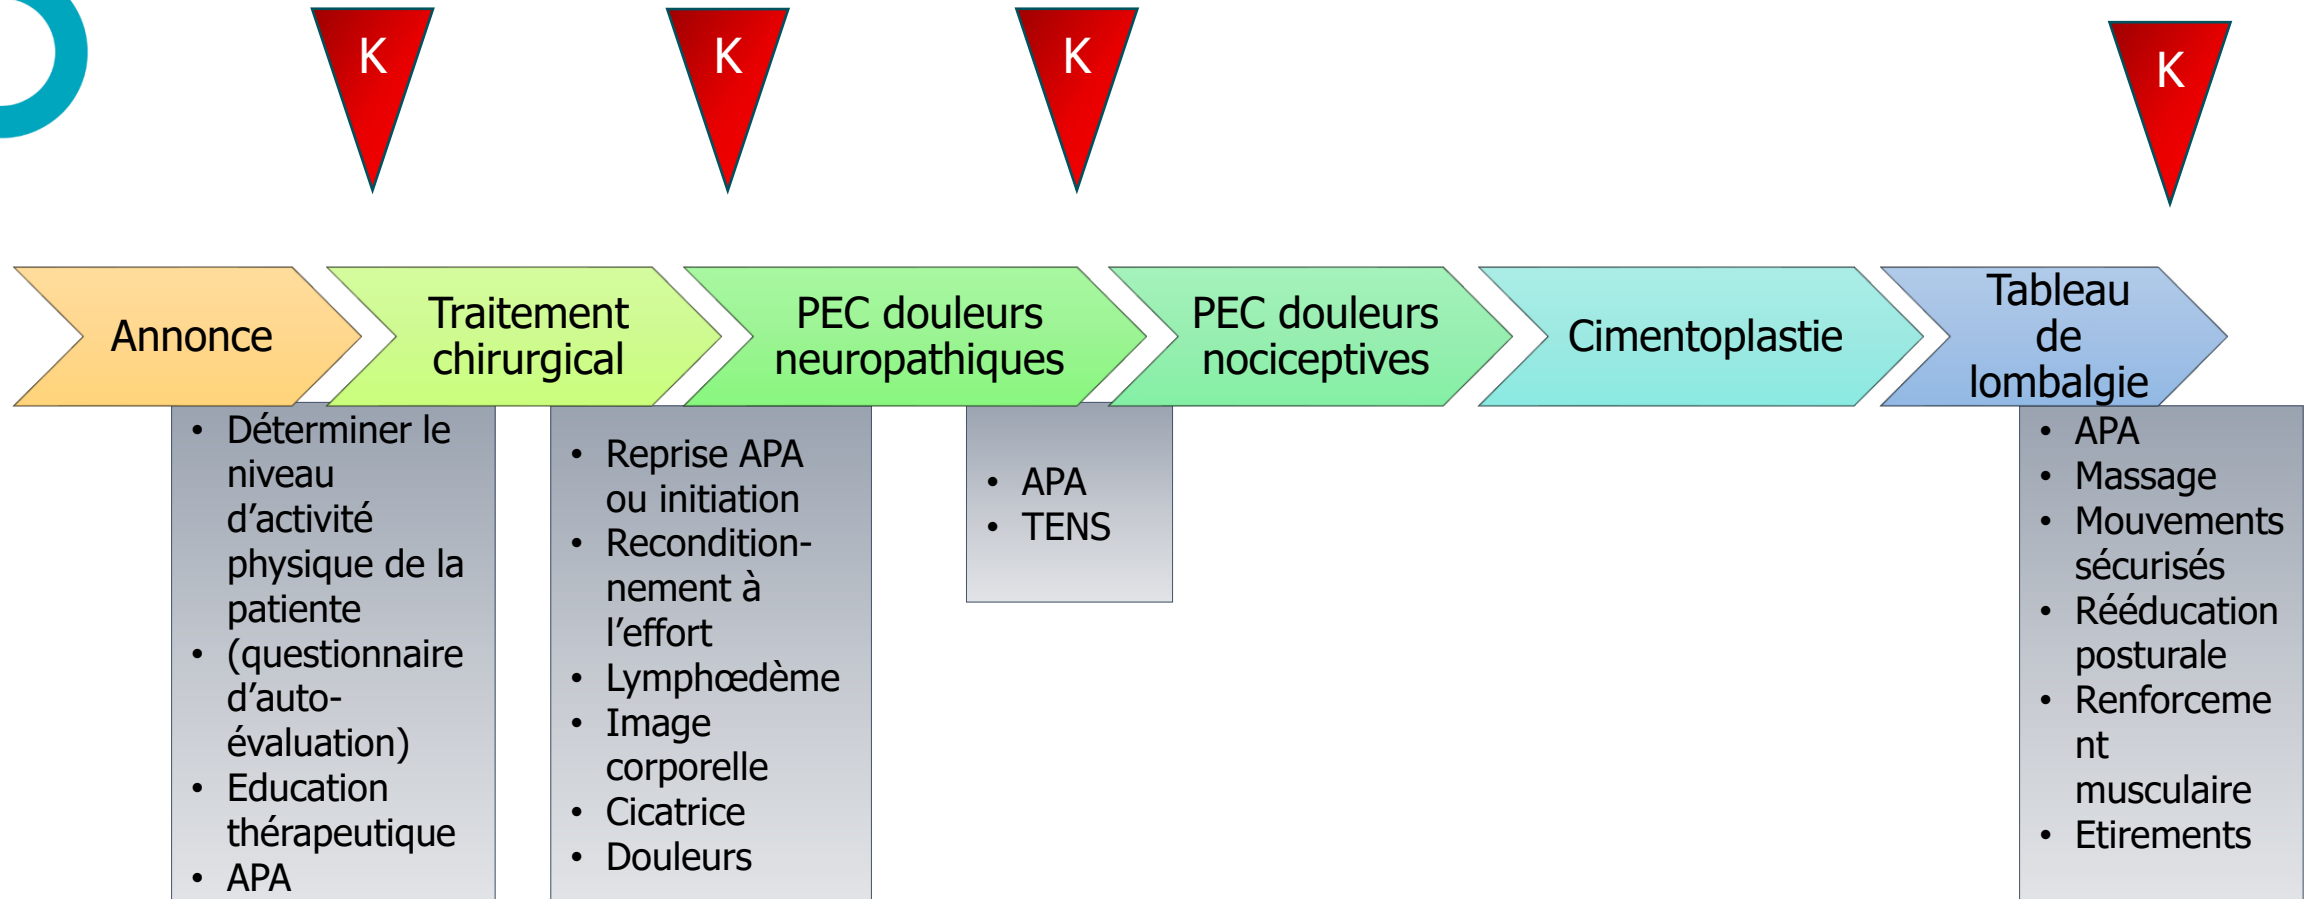 K
K
K
K
Annonce
Traitement
chirurgical
PEC douleurs
neuropathiques
PEC douleurs
nociceptives
Cimentoplastie
Tableau
de
lombalgie
• Déterminer le
niveau
d’activité
physique de la
patiente
• (questionnaire
d’auto-
évaluation)
• Education
thérapeutique
• APA
• Reprise APA
ou initiation
• Recondition-
nement à
l’effort
• Lymphœdème
• Image
corporelle
• Cicatrice
• Douleurs
• APA
• TENS
• APA
• Massage
• Mouvements
sécurisés
• Rééducation
posturale
• Renforceme
nt
musculaire
• Etirements